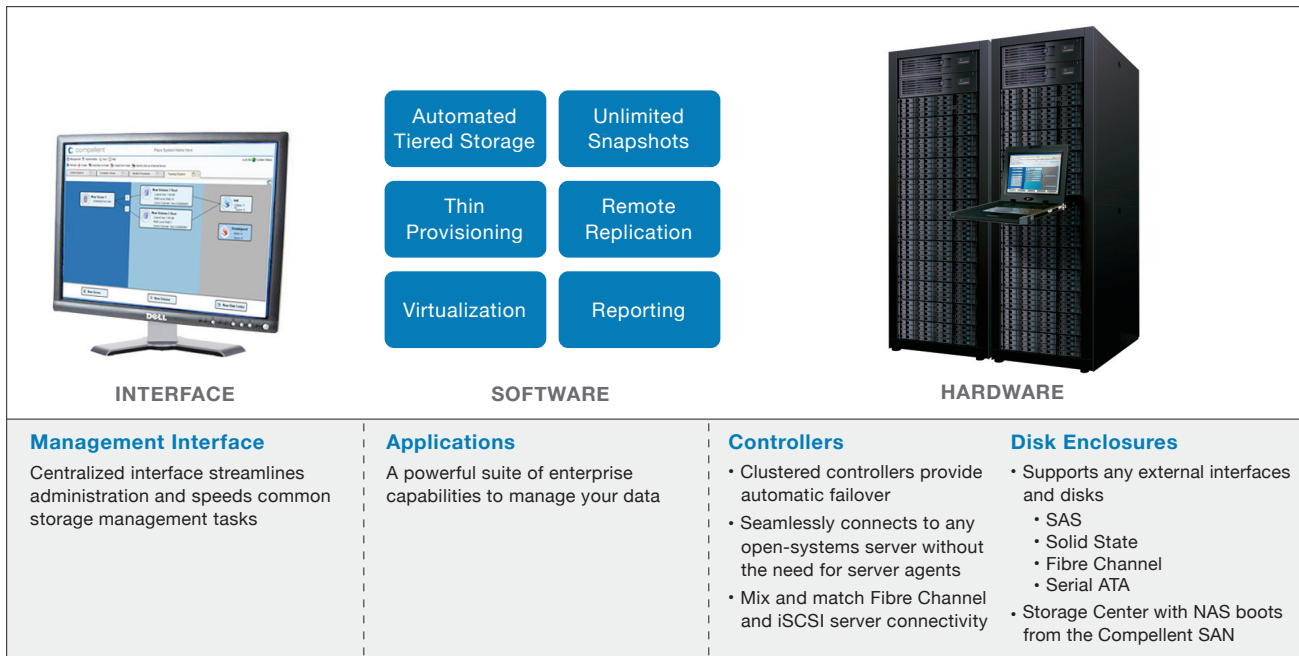 compellent
Automated
Tiered Storage
Unlimited
Snapshots
Thin
Provisioning
Remote
Replication
Virtualization
Reporting
DELL
INTERFACE
SOFTWARE
HARDWARE
Management Interface
Centralized interface streamlines
administration and speeds common
storage management tasks
Applications
A powerful suite of enterprise
capabilities to manage your data
Controllers
• Clustered controllers provide
automatic failover
• Seamlessly connects to any
open-systems server without
the need for server agents
• Mix and match Fibre Channel
and iSCSI server connectivity
Disk Enclosures
• Supports any external interfaces
and disks
• SAS
• Solid State
• Fibre Channel
• Serial ATA
• Storage Center with NAS boots
from the Compellent SAN